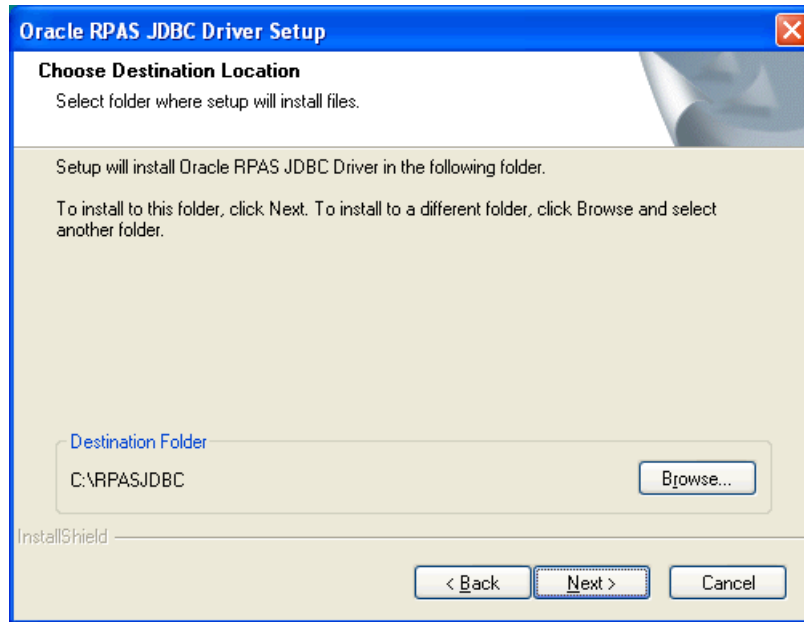 Oracle RPAS JDBC Driver Setup
Choose Destination Location
Select folder where setup will install files.
Setup will install Oracle RPAS JDBC Driver in the following folder.
To install to this folder, click Next. To install to a different folder, click Browse and select
another folder.
Destination Folder
C:\RPASJDBC
Browse...
InstallShield
< Back
Next >
Cancel